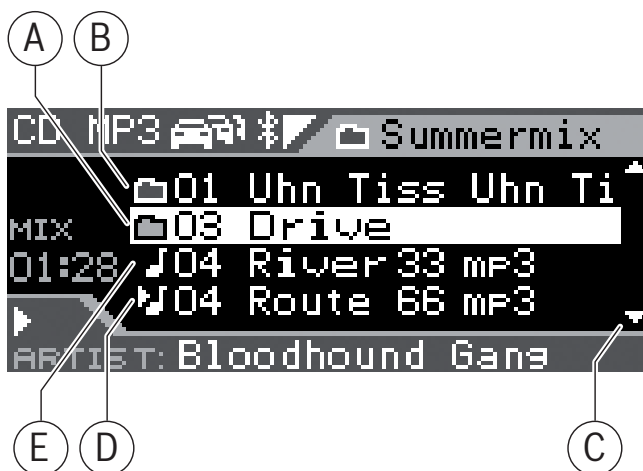 A B
CD MP3 Summermix
01 Uhn Tiss Uhn Ti
MIX 03 Drive
01:28 04 River 33 mp3
04 Route 66 mp3
ARTIST: Bloodhound Gang
E D C